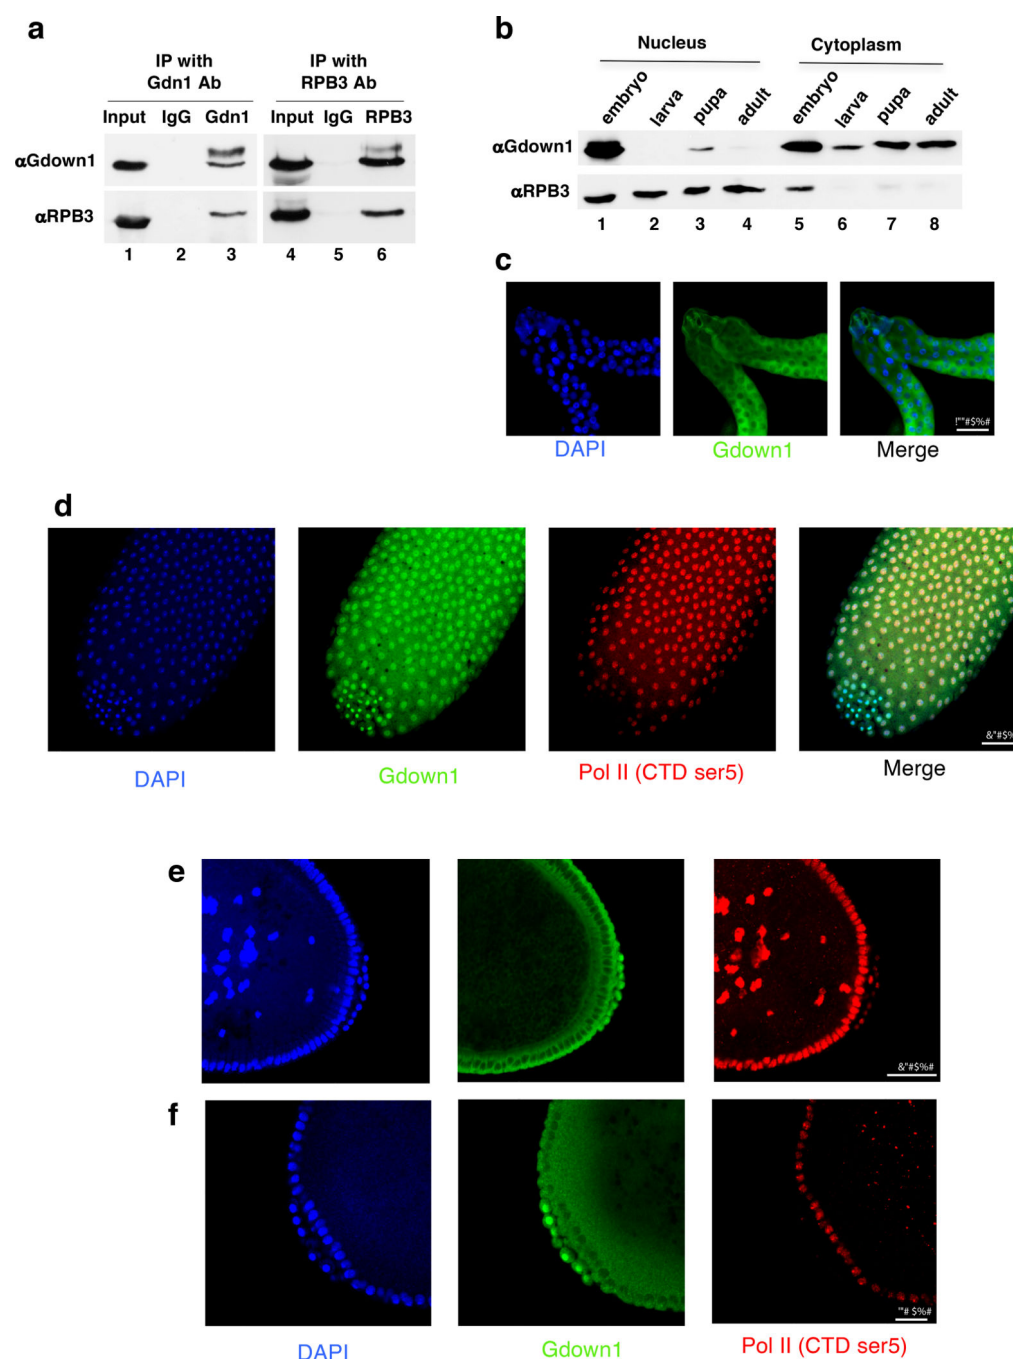 a
IP with
Gdn1 Ab
IP with
RPB3 Ab
Input IgG Gdn1 Input IgG RPB3
αGdown1
αRPB3
1 2 3 4 5 6
b
Nucleus Cytoplasm
embryo larva pupa adult embryo larva pupa adult
αGdown1
αRPB3
1 2 3 4 5 6 7 8
c
!""#$%#
DAPI Gdown1 Merge
d
&"#$%
DAPI Gdown1 Pol II (CTD ser5) Merge
e
&"#$%#
f
'"# $%#
DAPI Gdown1 Pol II (CTD ser5)